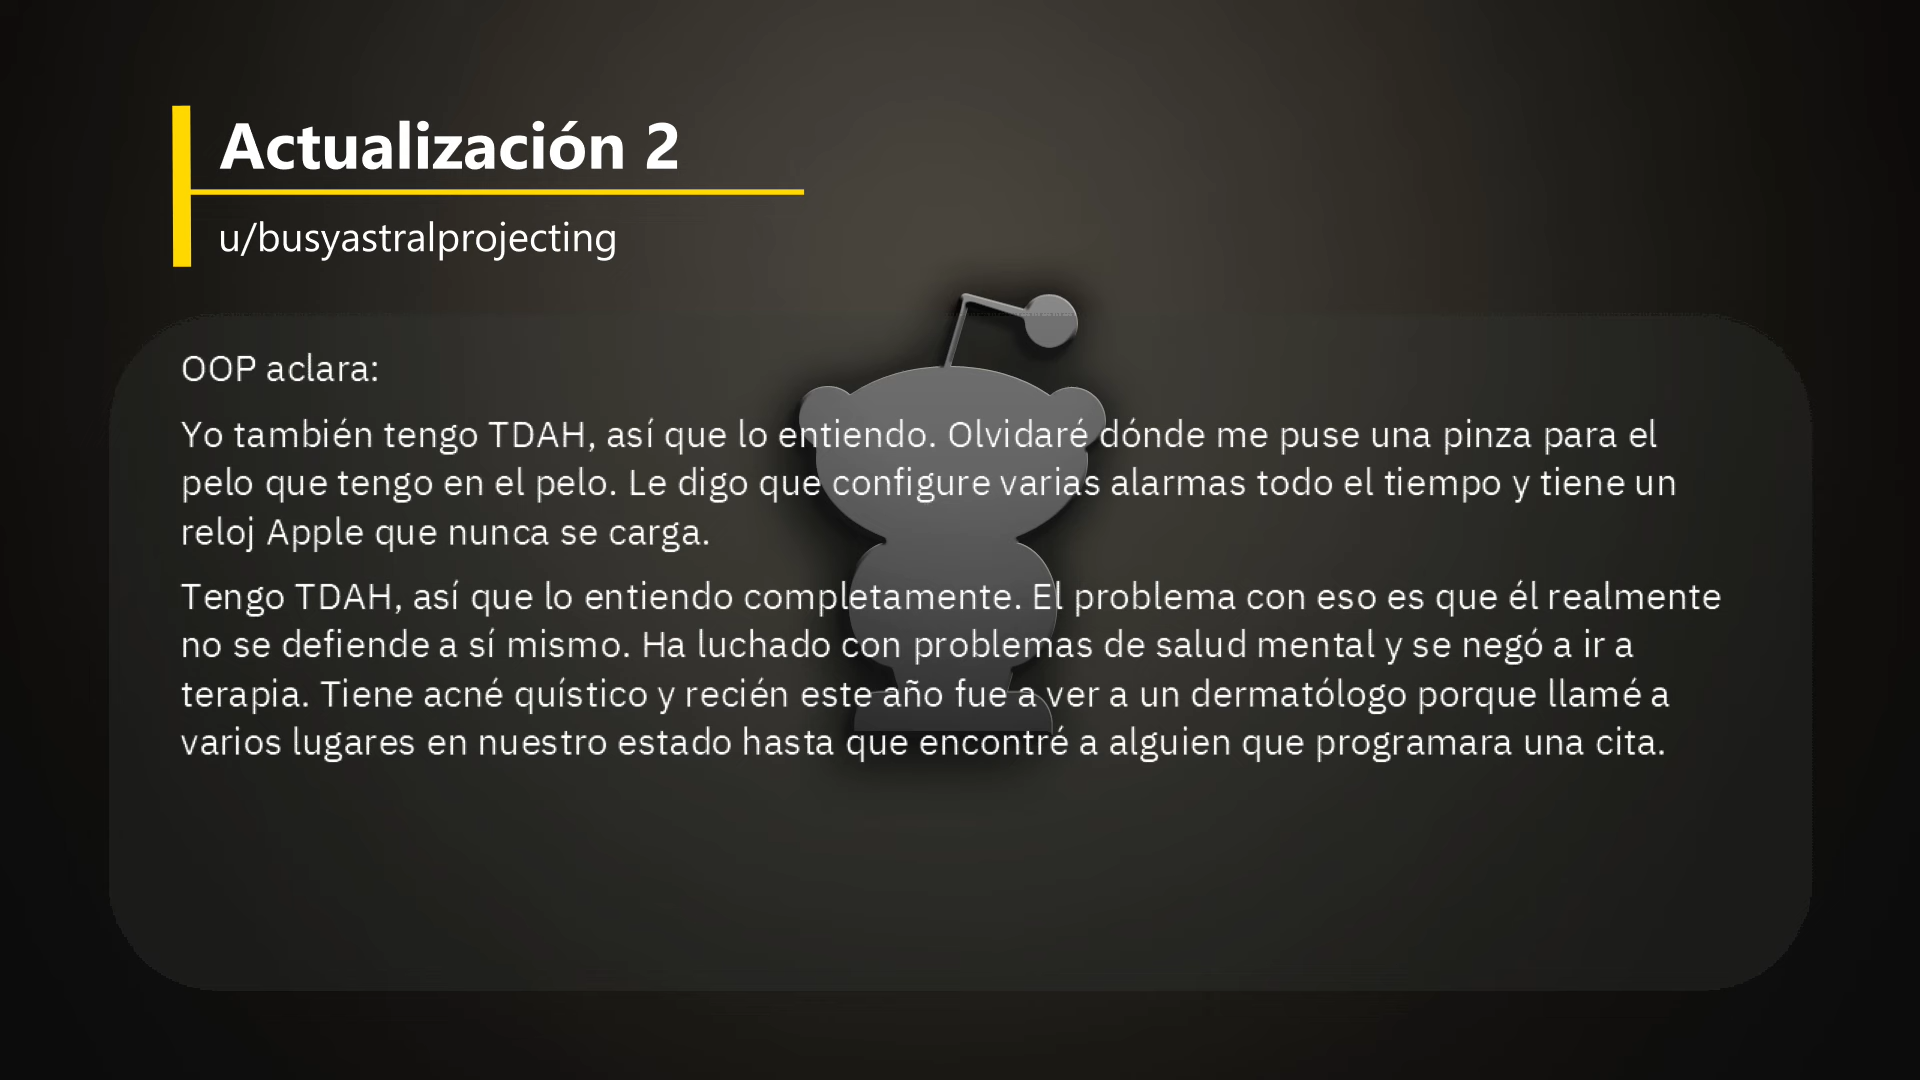 Actualización 2
u/busyastralprojecting
OOP aclara:
Yo también tengo TDAH, así que lo entiendo. Olvidaré dónde me puse una pinza para el
pelo que tengo en el pelo. Le digo que configure varias alarmas todo el tiempo y tiene un
reloj Apple que nunca se carga.
Tengo TDAH, así que lo entiendo completamente. El problema con eso es que él realmente
no se defiende a sí mismo. Ha luchado con problemas de salud mental y se negó a ir a
terapia. Tiene acné quístico y recién este año fue a ver a un dermatólogo porque llamé a
varios lugares en nuestro estado hasta que encontré a alguien que programara una cita.